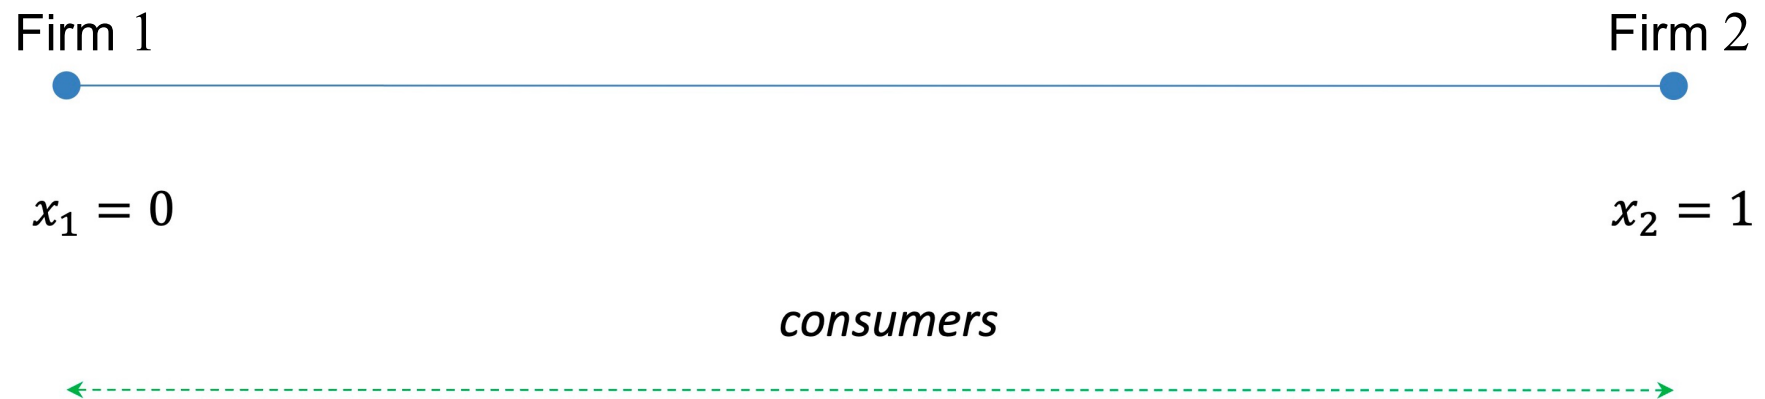 Firm 1 Firm 2
x₁ = 0 x₂ = 1
consumers